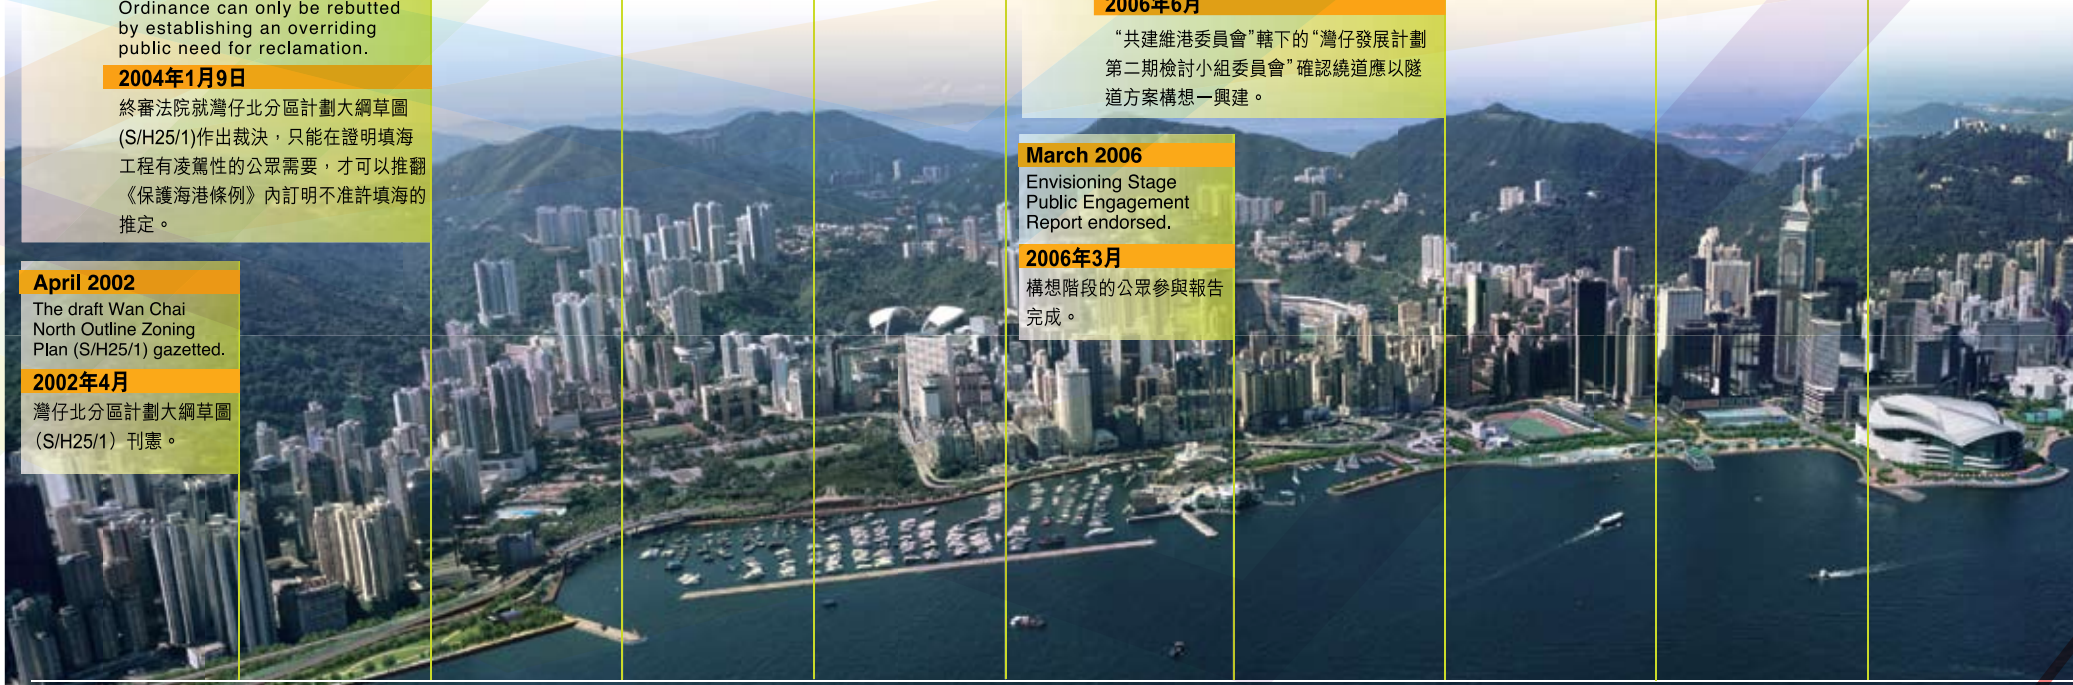 Ordinance can only be rebutted
by establishing an overriding
public need for reclamation.
2004年1月9日
終審法院就灣仔北分區計劃大綱草圖
(S/H25/1)作出裁決，只能在證明填海
工程有凌駕性的公眾需要，才可以推翻
《保護海港條例》內訂明不准許填海的
推定。
April 2002
The draft Wan Chai
North Outline Zoning
Plan (S/H25/1) gazetted.
2002年4月
灣仔北分區計劃大綱草圖
（S/H25/1）刊憲。
2006年6月
“共建維港委員會”轄下的“灣仔發展計劃
第二期檢討小組委員會”確認繞道應以隧
道方案構想一興建。
March 2006
Envisioning Stage
Public Engagement
Report endorsed.
2006年3月
構想階段的公眾參與報告
完成。